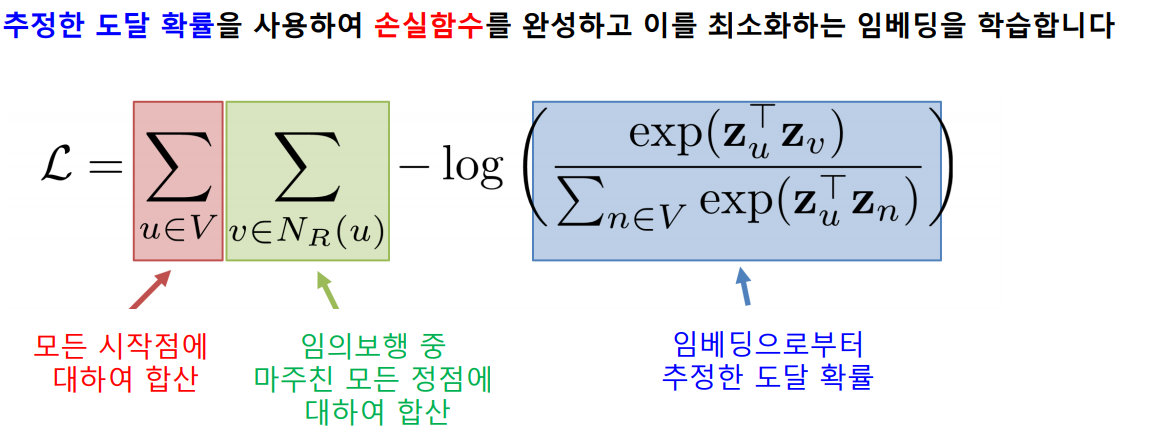 추정한 도달 확률을 사용하여 손실함수를 완성하고 이를 최소화하는 임베딩을 학습합니다
$\mathcal{L} = \sum_{u \in V} \sum_{v \in N_R(u)} -\log \left( \frac{\exp(\mathbf{z}_u^\top \mathbf{z}_v)}{\sum_{n \in V} \exp(\mathbf{z}_u^\top \mathbf{z}_n)} \right)$
모든 시작점에
대하여 합산
임의보행 중
마주친 모든 정점에
대하여 합산
임베딩으로부터
추정한 도달 확률